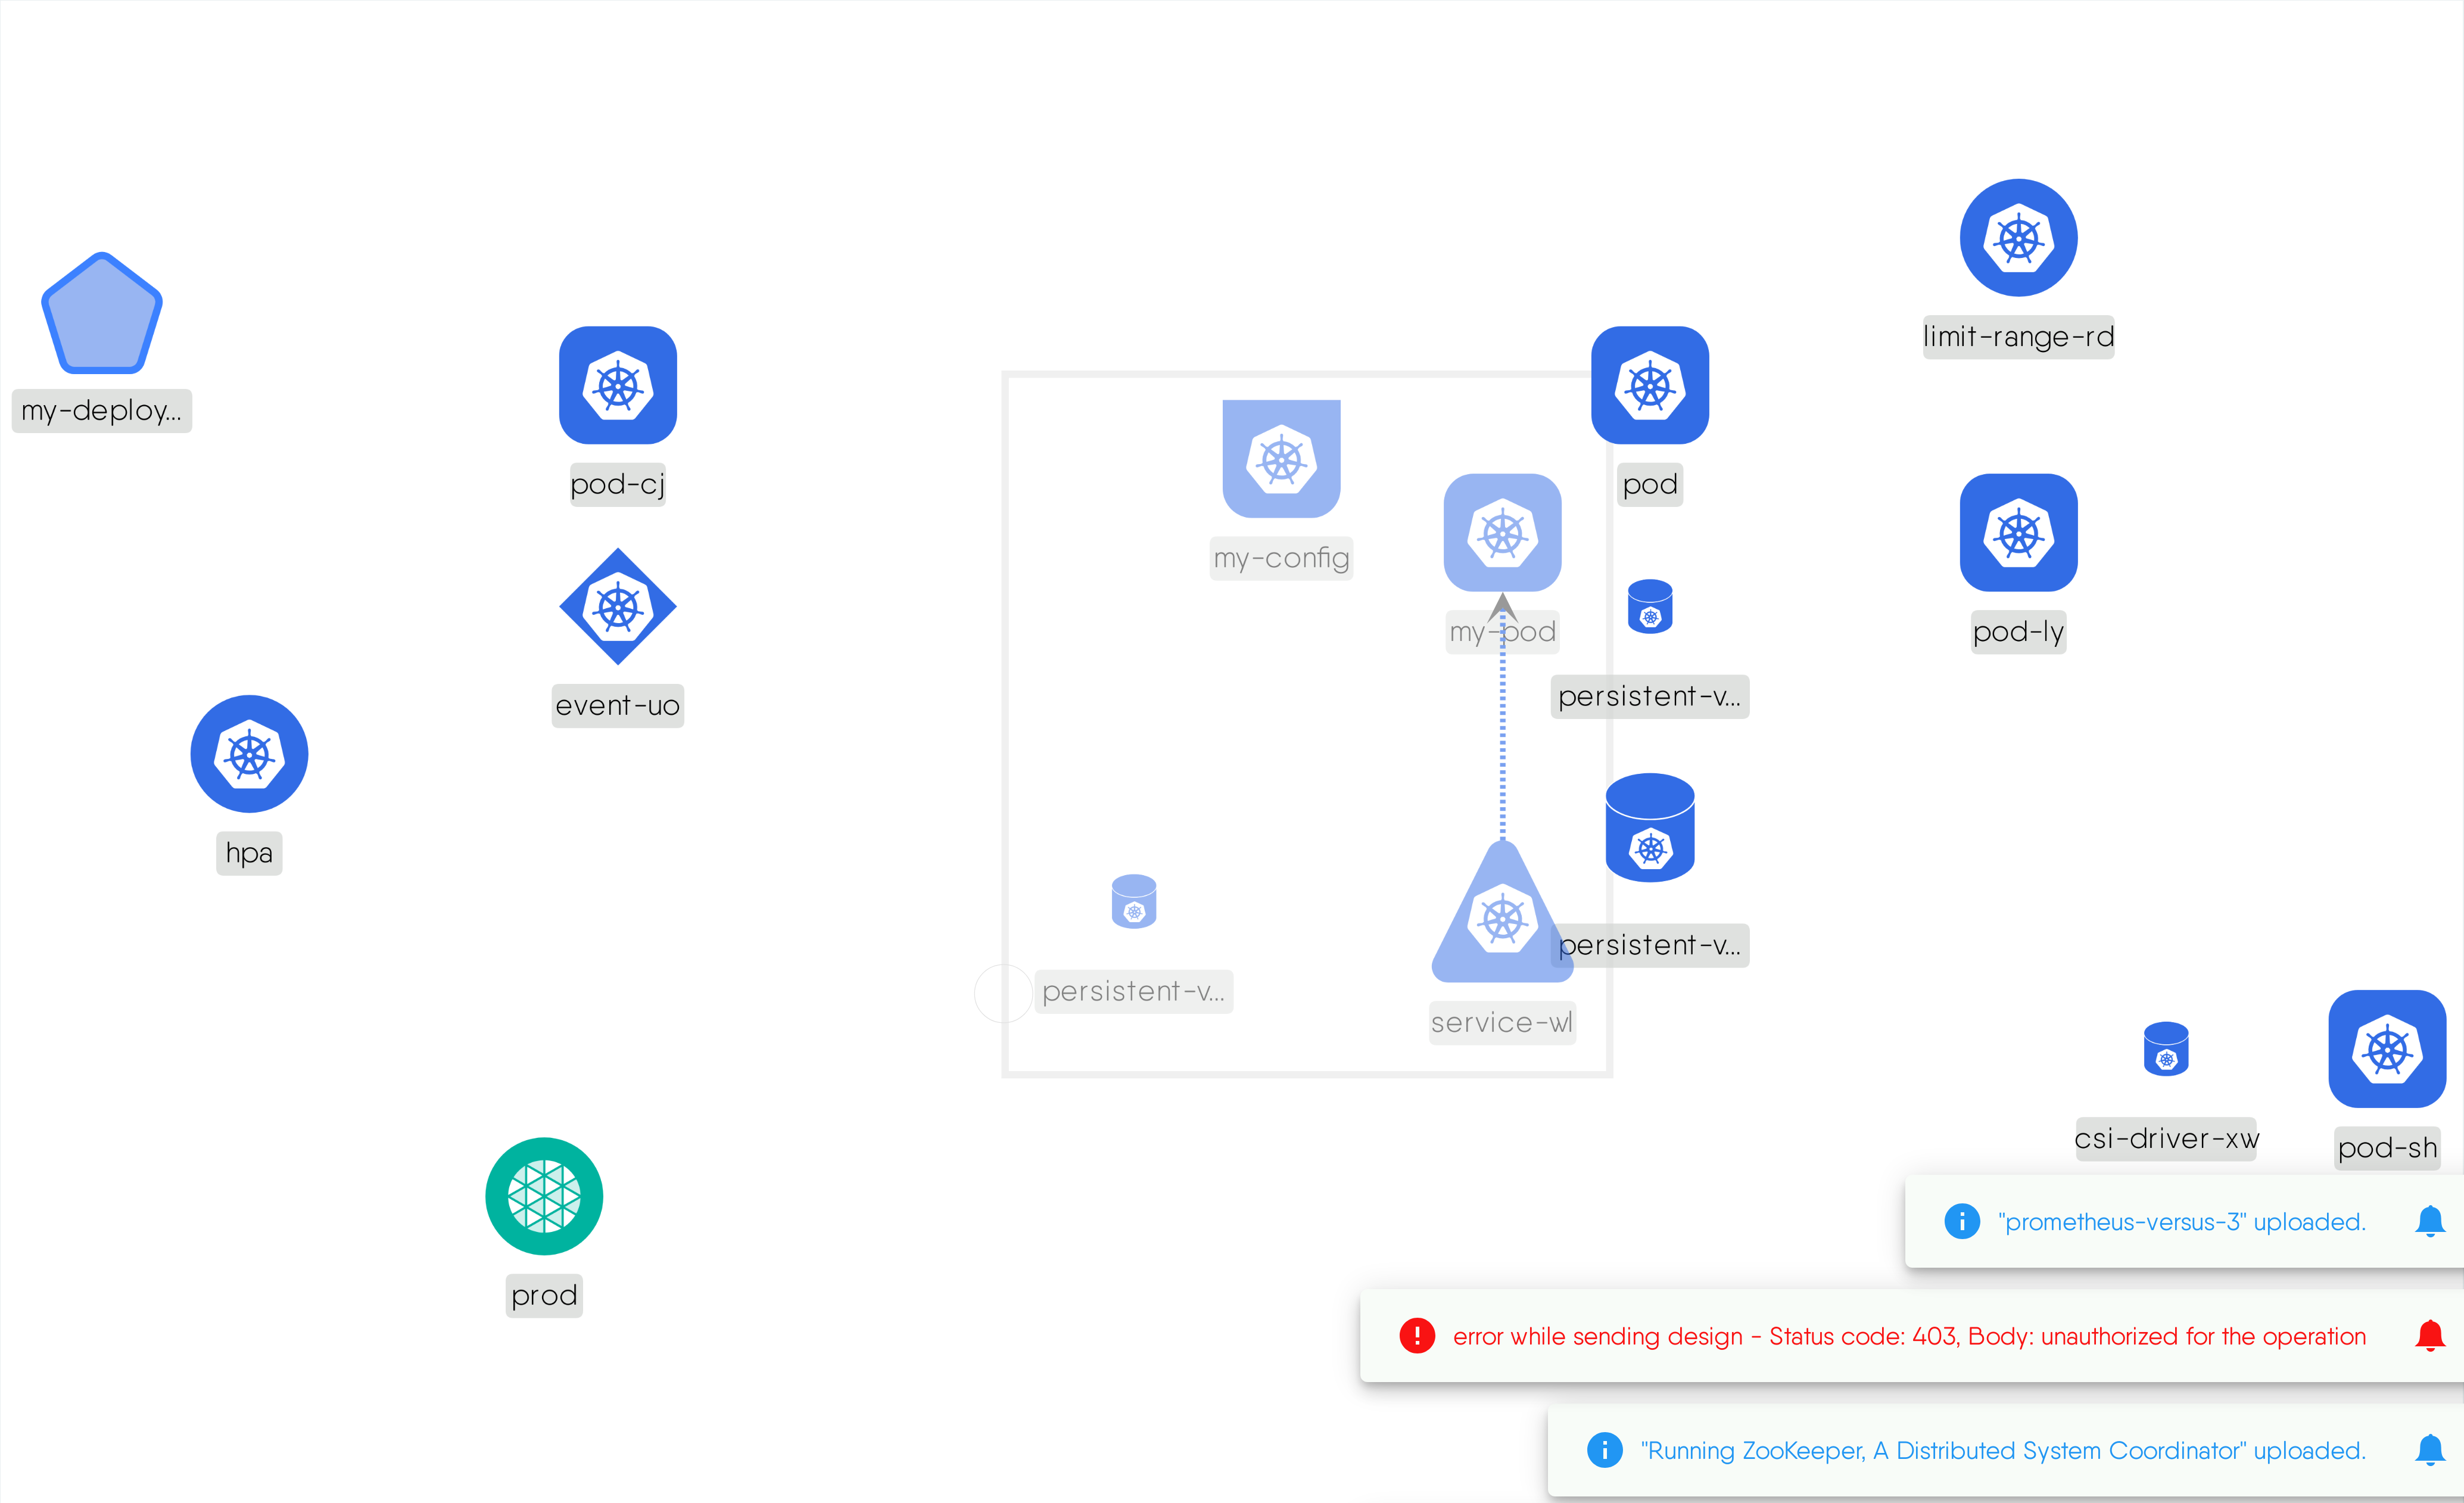 limit-range-rd
my-deploy...
pod-cj
pod
my-config
my-pod
pod-ly
persistent-v...
event-uo
hpa
persistent-v...
persistent-v...
service-wl
csi-driver-xw
pod-sh
"prometheus-versus-3" uploaded.
prod
error while sending design - Status code: 403, Body: unauthorized for the operation
"Running ZooKeeper, A Distributed System Coordinator" uploaded.